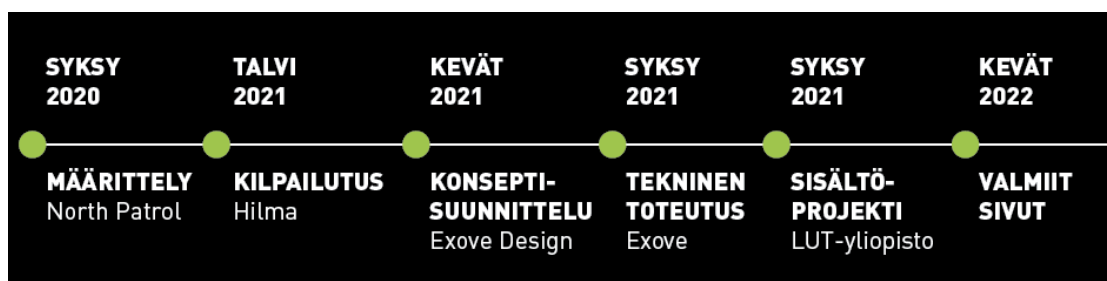 SYKSY
2020
TALVI
2021
KEVÄT
2021
SYKSY
2021
SYKSY
2021
KEVÄT
2022
MÄÄRITTELY
North Patrol
KILPAILUTUS
Hilma
KONSEPTI-
SUUNNITTELU
Exove Design
TEKNINEN
TOTEUTUS
Exove
SISÄLTÖ-
PROJEKTI
LUT-yliopisto
VALMIIT
SIVUT